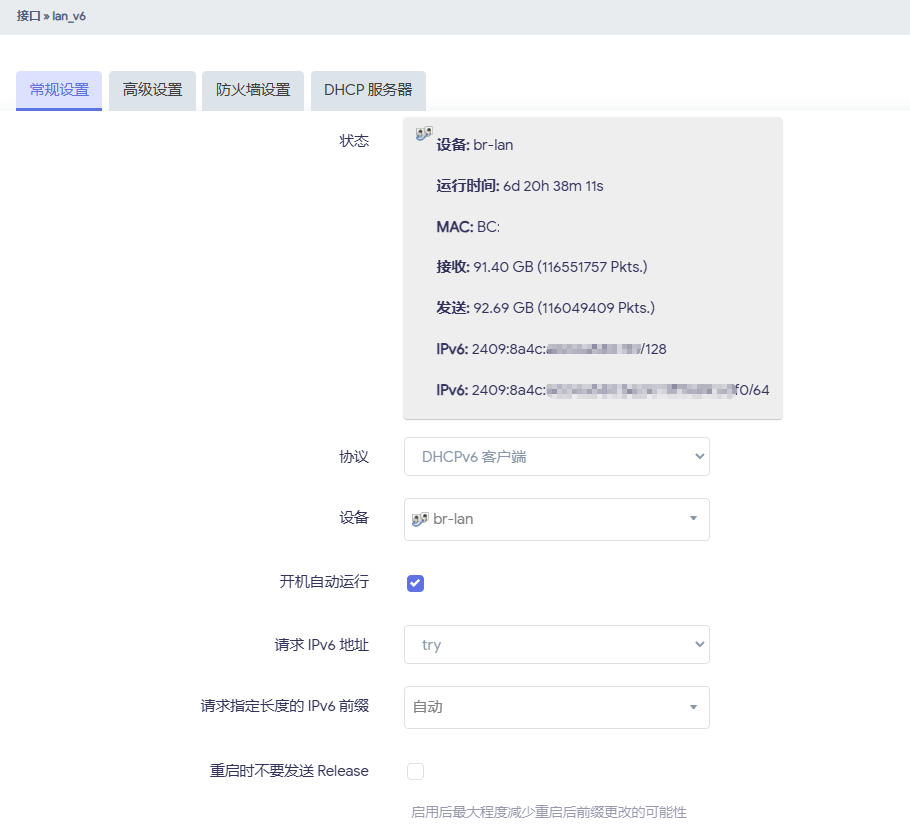 接口 » lan_v6
常规设置 高级设置 防火墙设置 DHCP 服务器
状态
设备: br-lan
运行时间: 6d 20h 38m 11s
MAC: BC:
接收: 91.40 GB (116551757 Pkts.)
发送: 92.69 GB (116049409 Pkts.)
IPv6: 2409:8a4c: /128
IPv6: 2409:8a4c: f0/64
协议 DHCPv6 客户端
设备 br-lan
开机自动运行
请求 IPv6 地址 try
请求指定长度的 IPv6 前缀 自动
重启时不要发送 Release
启用后最大程度减少重启后前缀更改的可能性